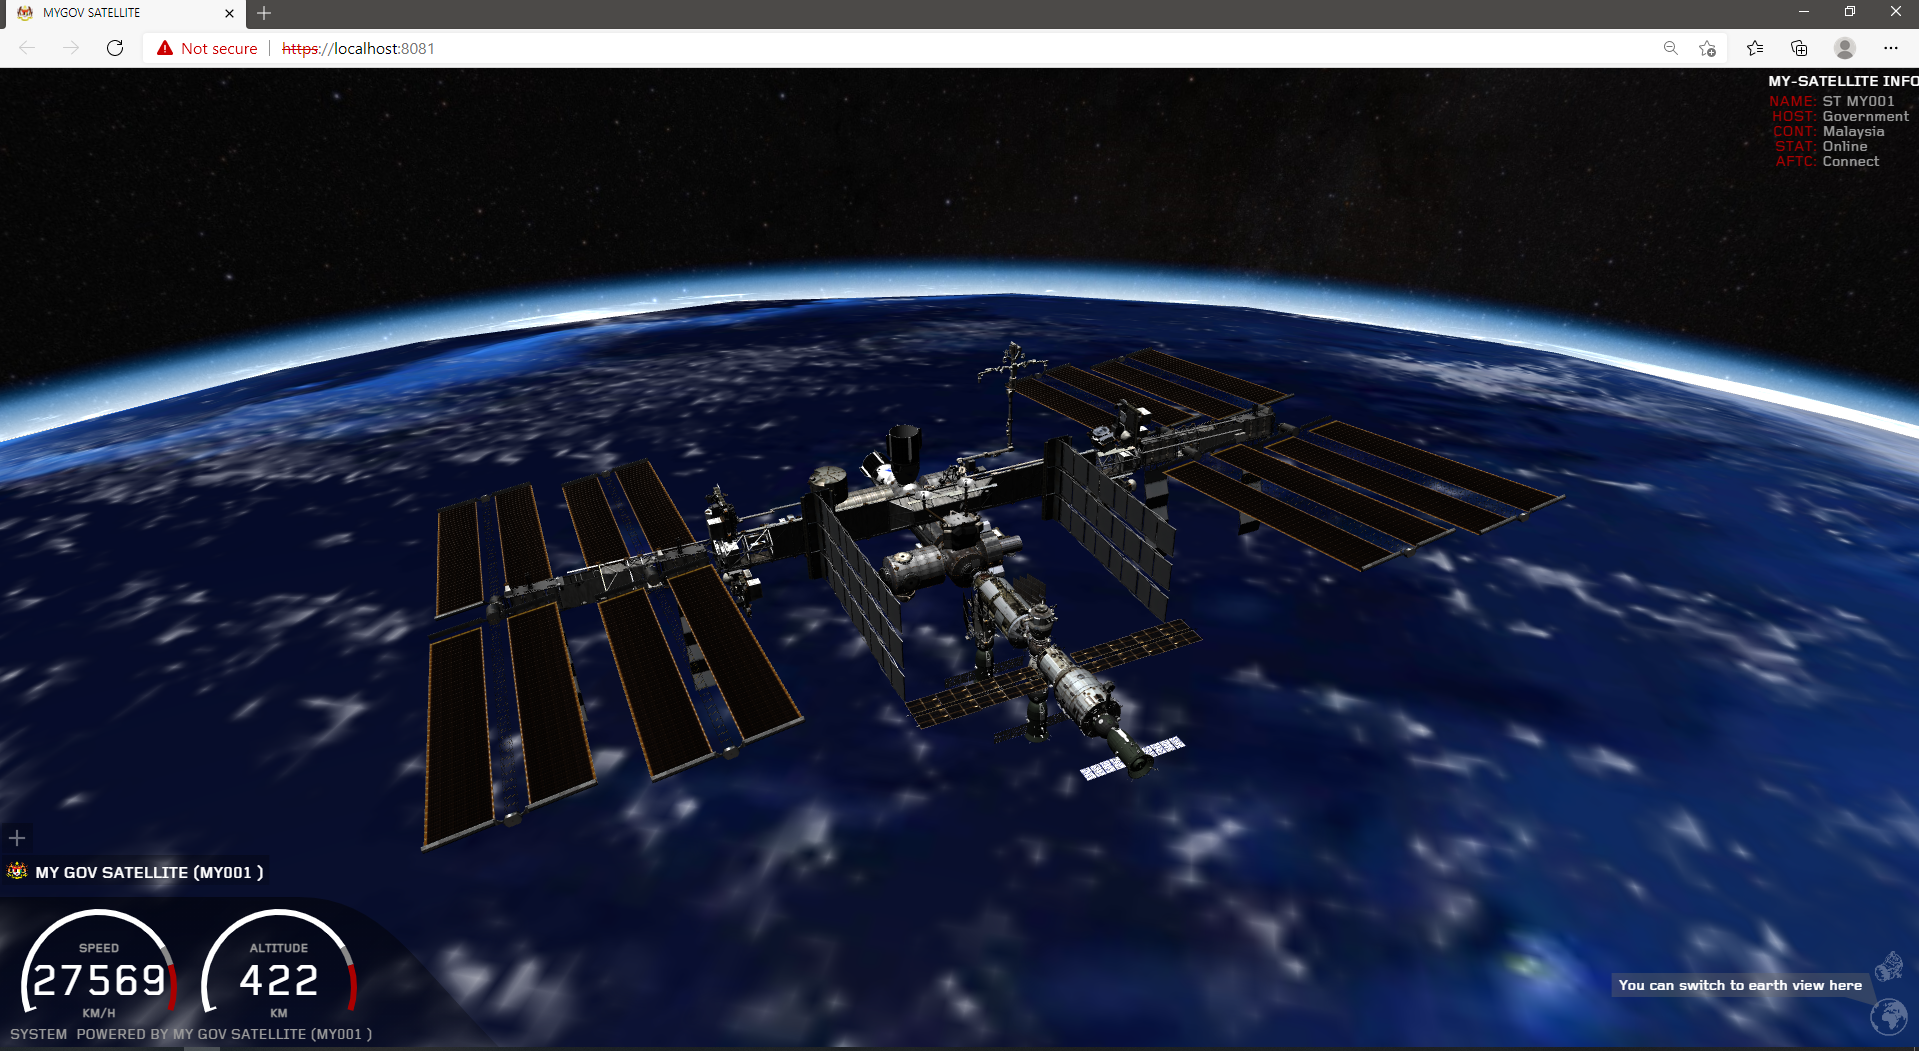 MYGOV SATELLITE
Not secure
https://localhost:8081
MY-SATELLITE INFO
NAME: ST MY001
HOST: Government
CONT: Malaysia
STAT: Online
AFTC: Connect
MY GOV SATELLITE (MY001 )
SPEED
27569
KM/H
ALTITUDE
422
KM
SYSTEM POWERED BY MY GOV SATELLITE (MY001 )
You can switch to earth view here